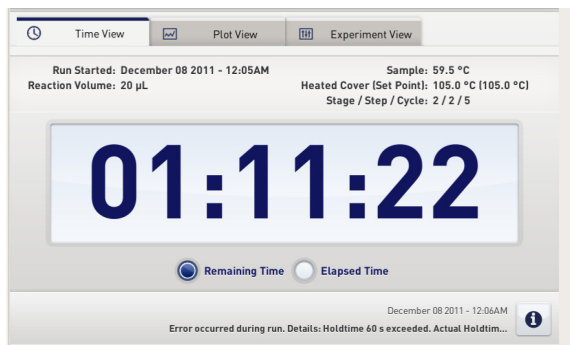 Time View Plot View Experiment View
Run Started: December 08 2011 - 12:05AM Sample: 59.5 °C
Reaction Volume: 20 µL Heated Cover (Set Point): 105.0 °C (105.0 °C)
Stage / Step / Cycle: 2 / 2 / 5
01:11:22
Remaining Time Elapsed Time
December 08 2011 - 12:06AM
Error occurred during run. Details: Holdtime 60 s exceeded. Actual Holdtim...